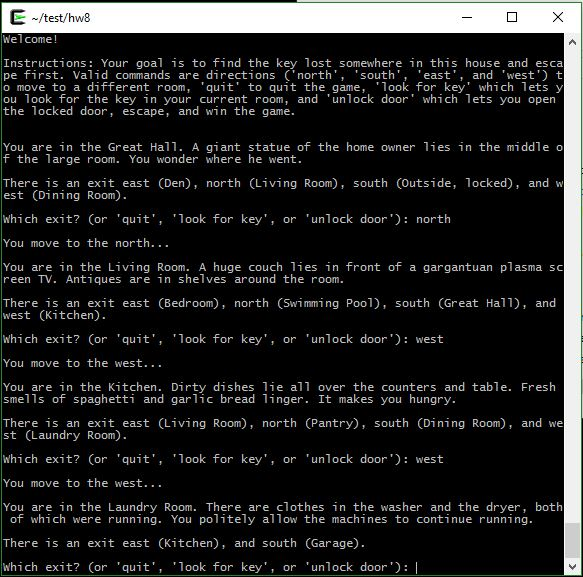 ~/test/hw8
Welcome!
Instructions: Your goal is to find the key lost somewhere in this house and esca
pe first. Valid commands are directions ('north', 'south', 'east', and 'west') t
o move to a different room, 'quit' to quit the game, 'look for key' which lets y
ou look for the key in your current room, and 'unlock door' which lets you open
the locked door, escape, and win the game.
You are in the Great Hall. A giant statue of the home owner lies in the middle o
f the large room. You wonder where he went.
There is an exit east (Den), north (Living Room), south (Outside, locked), and w
est (Dining Room).
Which exit? (or 'quit', 'look for key', or 'unlock door'): north
You move to the north...
You are in the Living Room. A huge couch lies in front of a gargantuan plasma sc
reen TV. Antiques are in shelves around the room.
There is an exit east (Bedroom), north (Swimming Pool), south (Great Hall), and
west (Kitchen).
Which exit? (or 'quit', 'look for key', or 'unlock door'): west
You move to the west...
You are in the Kitchen. Dirty dishes lie all over the counters and table. Fresh
smells of spaghetti and garlic bread linger. It makes you hungry.
There is an exit east (Living Room), north (Pantry), south (Dining Room), and we
st (Laundry Room).
Which exit? (or 'quit', 'look for key', or 'unlock door'): west
You move to the west...
You are in the Laundry Room. There are clothes in the washer and the dryer, both
 of which were running. You politely allow the machines to continue running.
There is an exit east (Kitchen), and south (Garage).
Which exit? (or 'quit', 'look for key', or 'unlock door'):